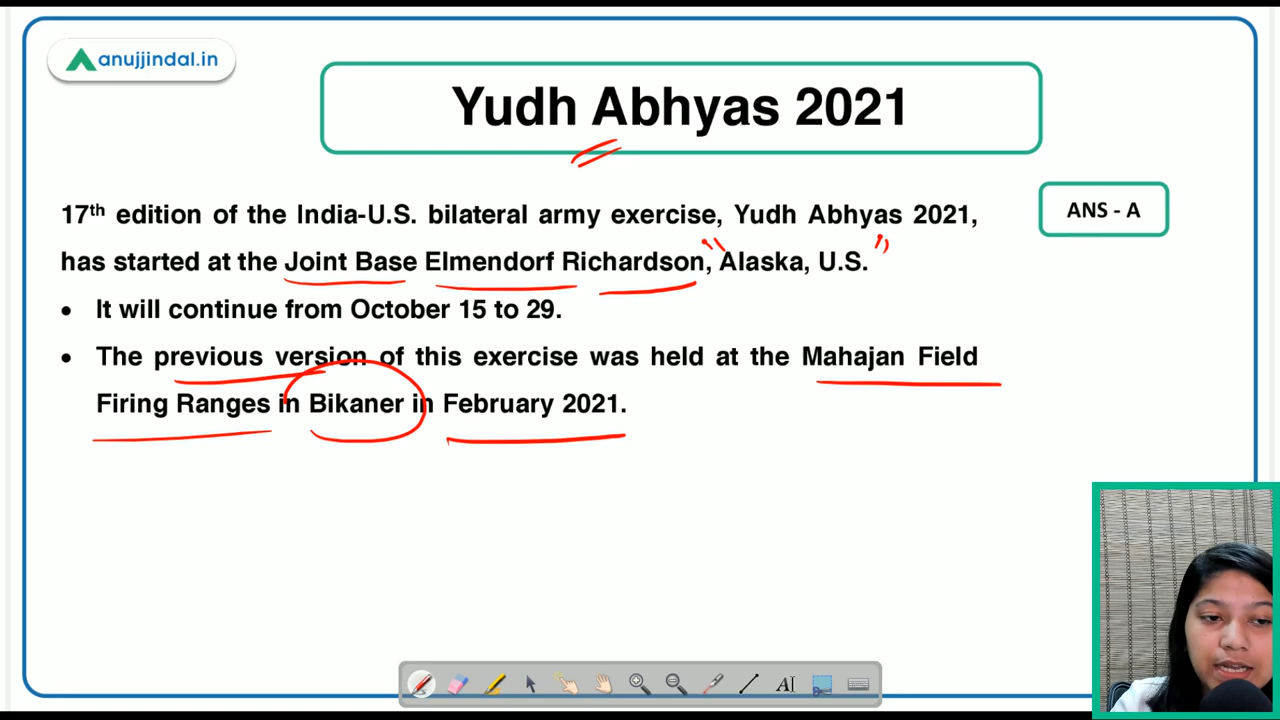 anujjindal.in
Yudh Abhyas 2021
17th edition of the India-U.S. bilateral army exercise, Yudh Abhyas 2021,
has started at the Joint Base Elmendorf Richardson, Alaska, U.S.
• It will continue from October 15 to 29.
• The previous version of this exercise was held at the Mahajan Field
Firing Ranges in Bikaner in February 2021.
ANS - A